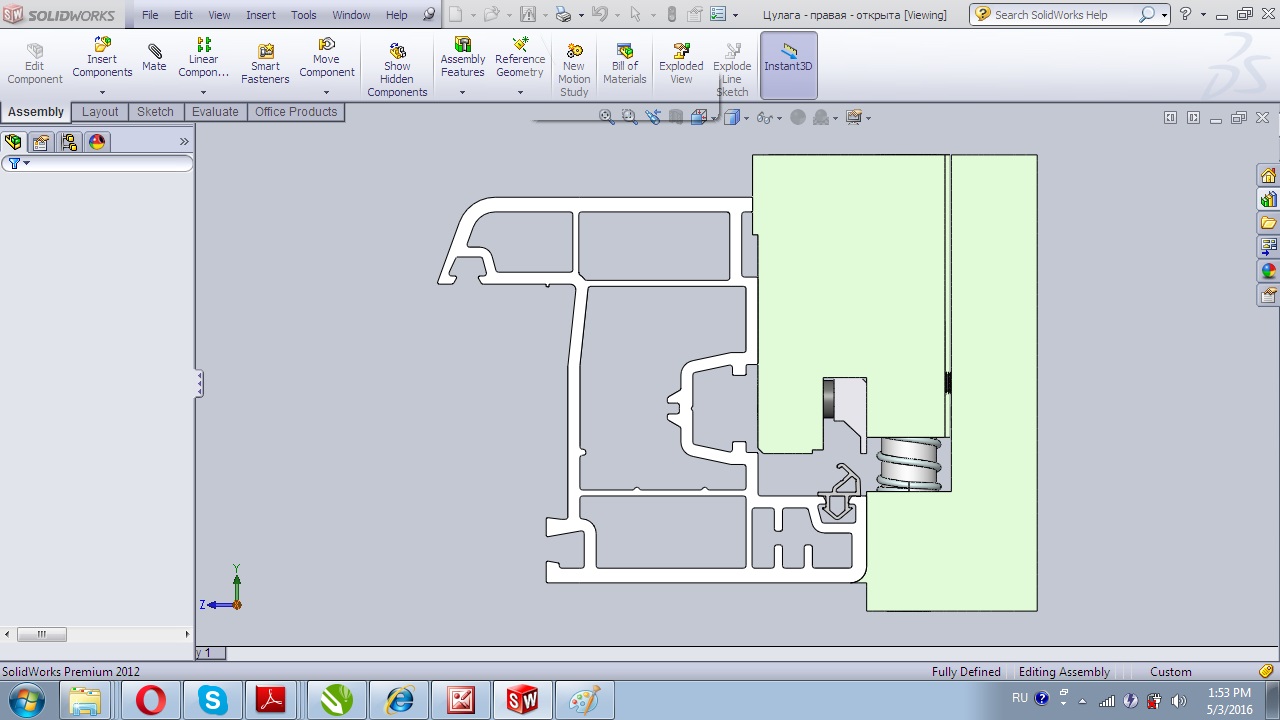 SOLIDWORKS File Edit View Insert Tools Window Help Цулага - правая - открыта [Viewing] Search SolidWorks Help
Edit Component
Insert Components
Mate
Linear Compon...
Smart Fasteners
Move Component
Show Hidden Components
Assembly Features
Reference Geometry
New Motion Study
Bill of Materials
Exploded View
Explode Line Sketch
Instant3D
Assembly Layout Sketch Evaluate Office Products
Y
Z
y 1
SolidWorks Premium 2012 Fully Defined Editing Assembly Custom
RU 1:53 PM
5/3/2016